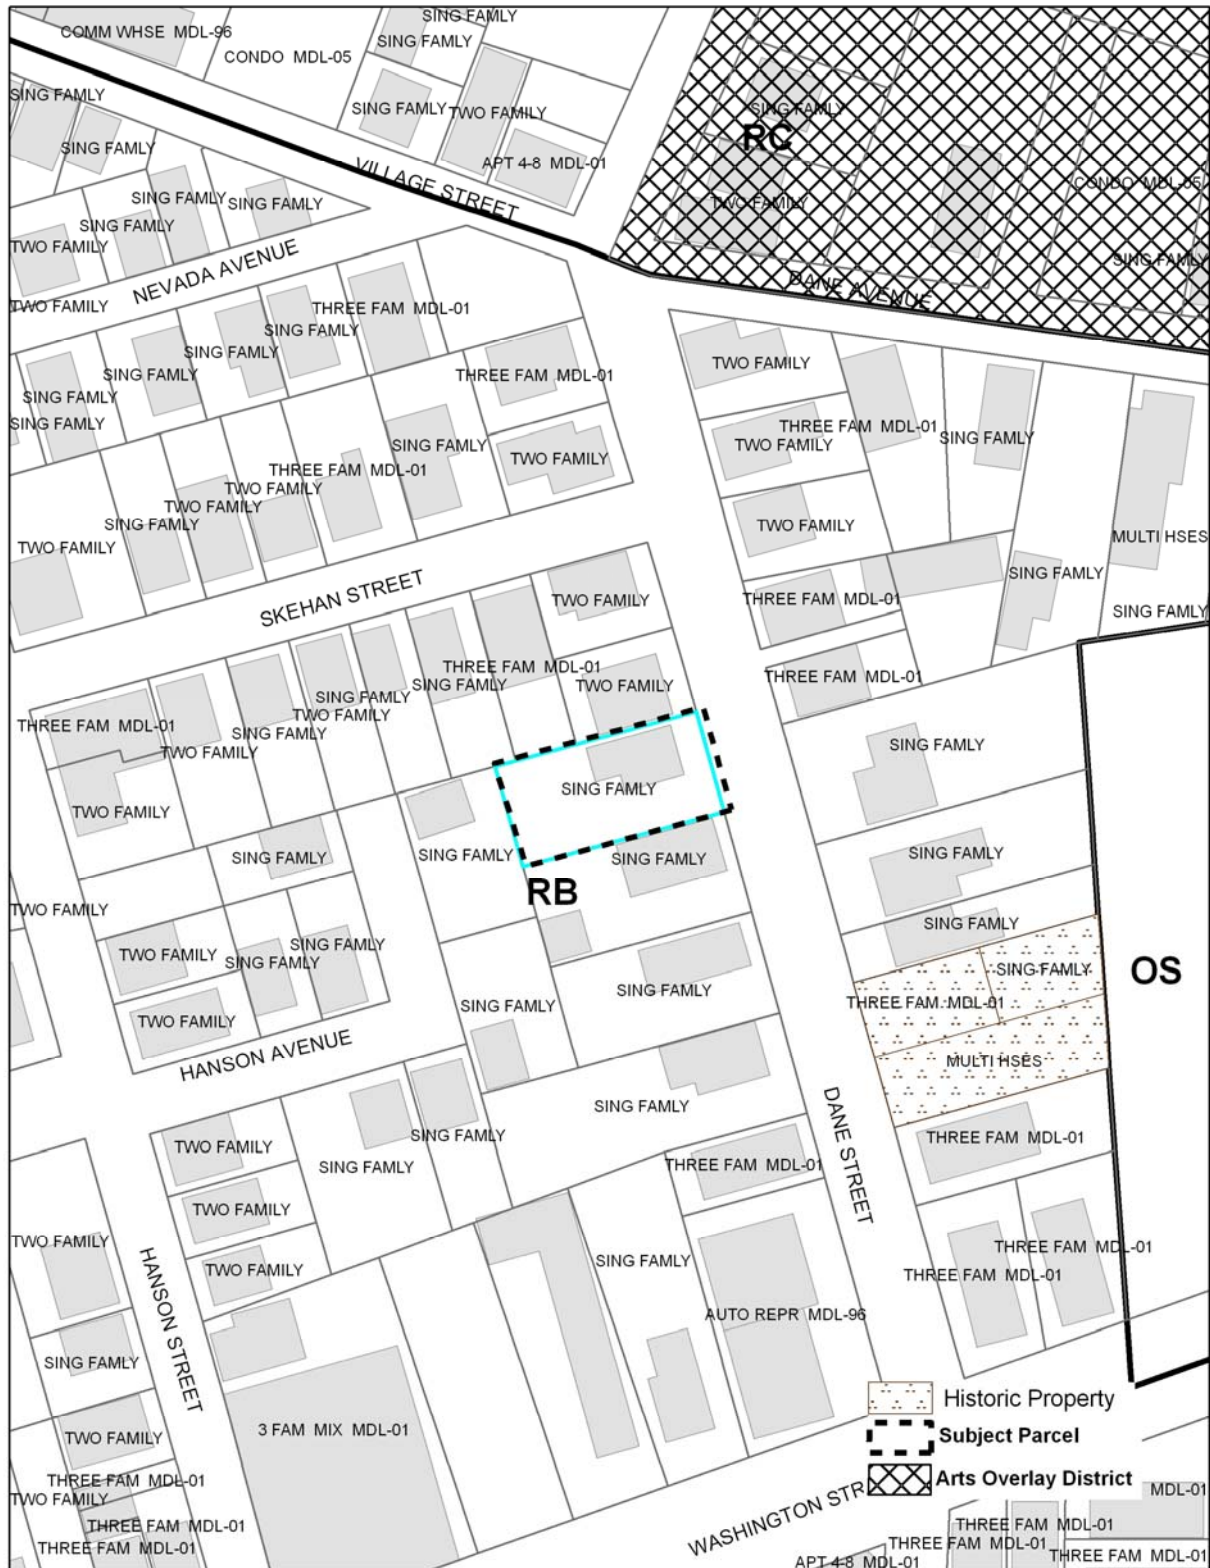 SING FAMLY
COMM WHSE MDL-96
SING FAMLY
CONDO MDL-05
SING FAMLY
SING FAMLY
TWO FAMILY
SING FAMLY
RC
SING FAMLY
APT 4-8 MDL-01
VILLAGE STREET
CONDO MDL-05
TWO FAMILY
SING FAMLY
SING FAMLY
SING FAMLY
TWO FAMILY
NEVADA AVENUE
SING FAMLY
DANE AVENUE
TWO FAMILY
THREE FAM MDL-01
SING FAMLY
SING FAMLY
SING FAMLY
THREE FAM MDL-01
TWO FAMILY
SING FAMLY
SING FAMLY
THREE FAM MDL-01
SING FAMLY
TWO FAMILY
SING FAMLY
TWO FAMILY
THREE FAM MDL-01
TWO FAMILY
TWO FAMILY
SING FAMLY
TWO FAMILY
TWO FAMILY
MULTI HSES
SING FAMLY
SKEHAN STREET
TWO FAMILY
THREE FAM MDL-01
SING FAMLY
THREE FAM MDL-01
THREE FAM MDL-01
SING FAMLY
TWO FAMILY
SING FAMLY
TWO FAMILY
THREE FAM MDL-01
SING FAMLY
TWO FAMILY
SING FAMLY
SING FAMLY
TWO FAMILY
SING FAMLY
SING FAMLY
SING FAMLY
SING FAMLY
RB
TWO FAMILY
SING FAMLY
SING FAMLY
TWO FAMILY
SING FAMLY
SING FAMLY
OS
SING FAMLY
THREE FAM MDL-01
SING FAMLY
TWO FAMILY
HANSON AVENUE
MULTI HSES
SING FAMLY
DANE STREET
SING FAMLY
THREE FAM MDL-01
TWO FAMILY
SING FAMLY
THREE FAM MDL-01
TWO FAMILY
TWO FAMILY
SING FAMLY
THREE FAM MDL-01
TWO FAMILY
THREE FAM MDL-01
HANSON STREET
AUTO REPR MDL-96
SING FAMLY
Historic Property
3 FAM MIX MDL-01
Subject Parcel
TWO FAMILY
Arts Overlay District
THREE FAM MDL-01
MDL-01
TWO FAMILY
WASHINGTON STR
THREE FAM MDL-01
THREE FAM MDL-01
THREE FAM MDL-01
THREE FAM MDL-01
THREE FAM MDL-01
APT 4-8 MDL-01